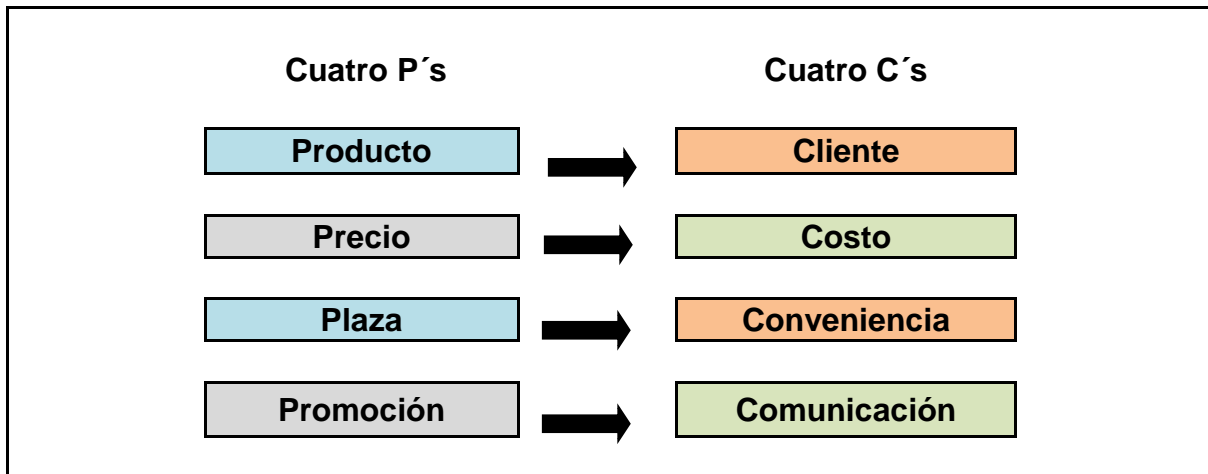 Cuatro P´s Cuatro C´s
Producto Cliente
Precio Costo
Plaza Conveniencia
Promoción Comunicación